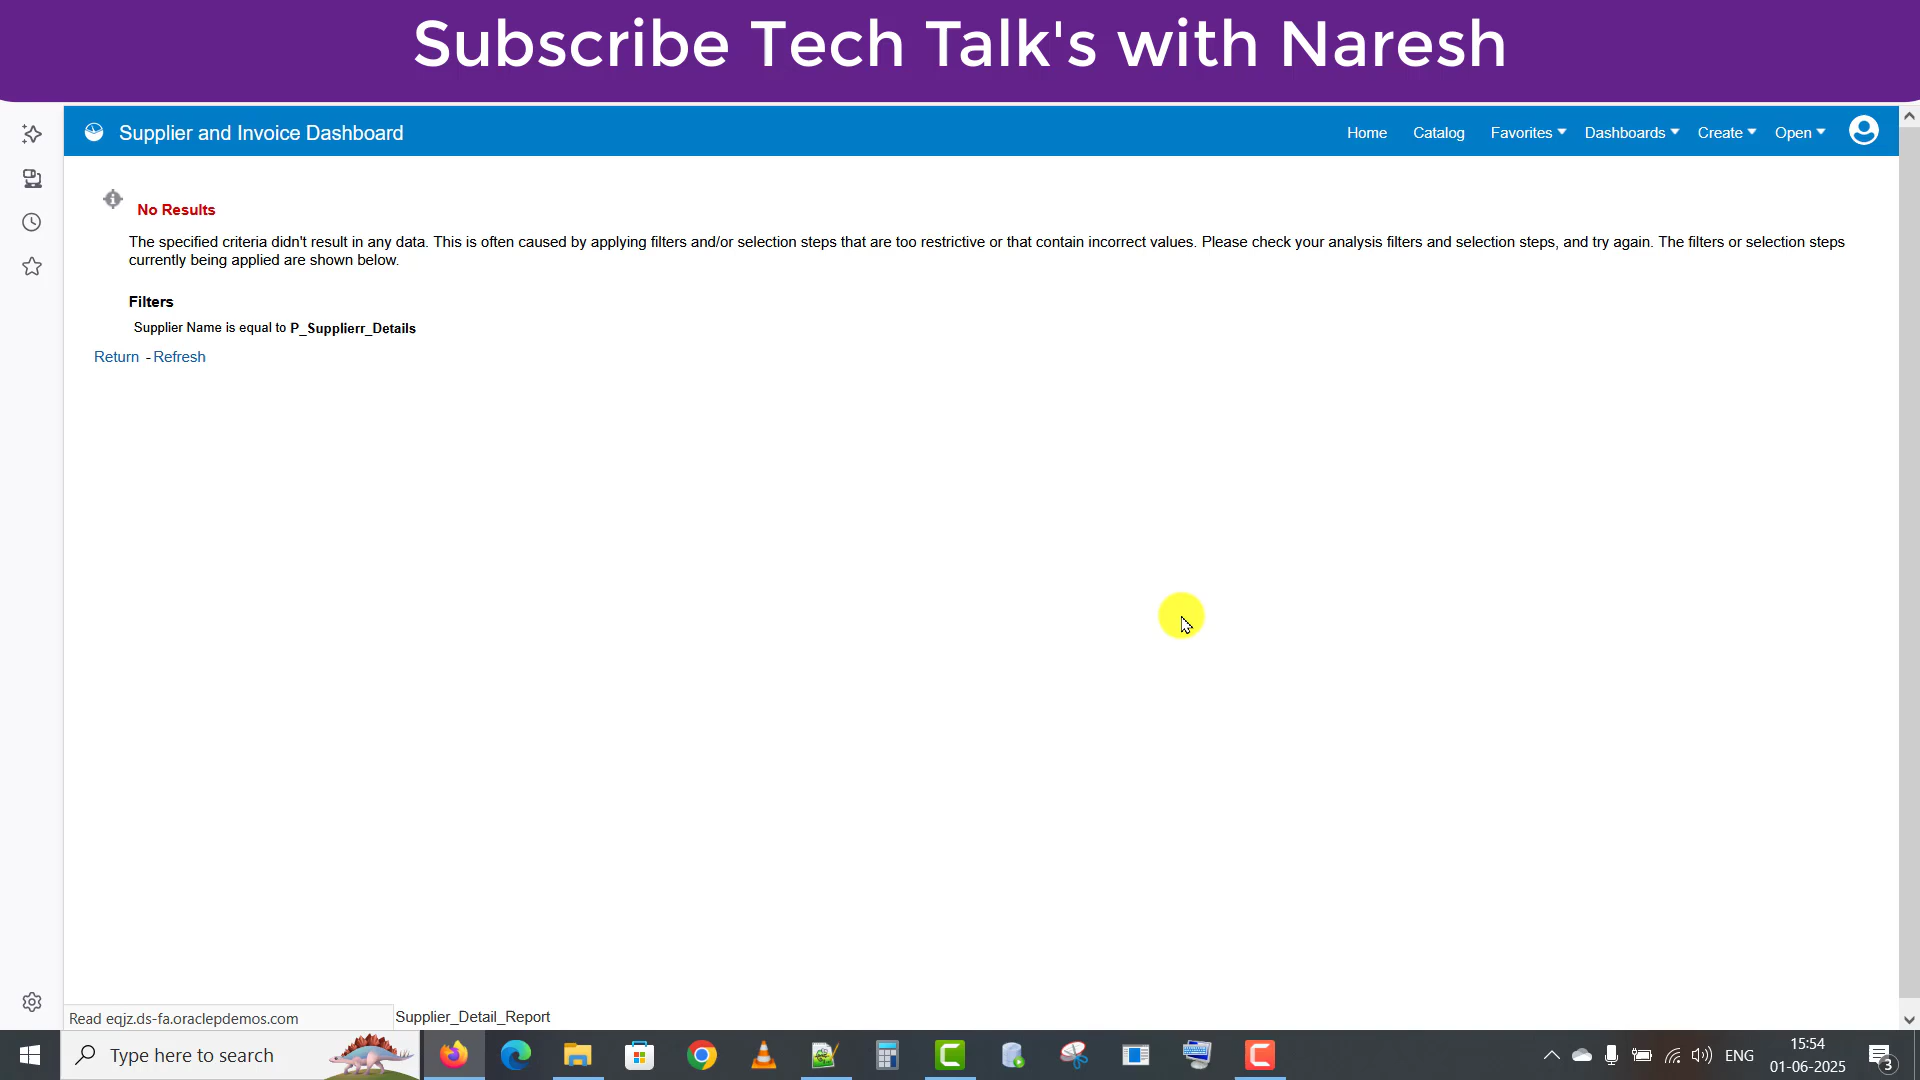 Subscribe Tech Talk's with Naresh
Supplier and Invoice Dashboard
Home Catalog Favorites Dashboards Create Open
No Results
The specified criteria didn't result in any data. This is often caused by applying filters and/or selection steps that are too restrictive or that contain incorrect values. Please check your analysis filters and selection steps, and try again. The filters or selection steps
currently being applied are shown below.
Filters
Supplier Name is equal to P_Supplierr_Details
Return - Refresh
Read eqjz.ds-fa.oraclepdemos.com
Supplier_Detail_Report
Type here to search
ENG
15:54
01-06-2025
3